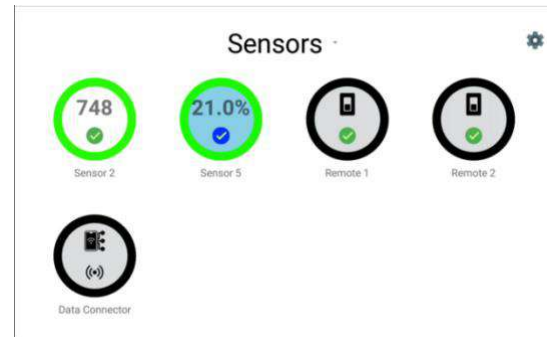 Sensors
748
21.0%
Sensor 2
Sensor 5
Remote 1
Remote 2
Data Connector